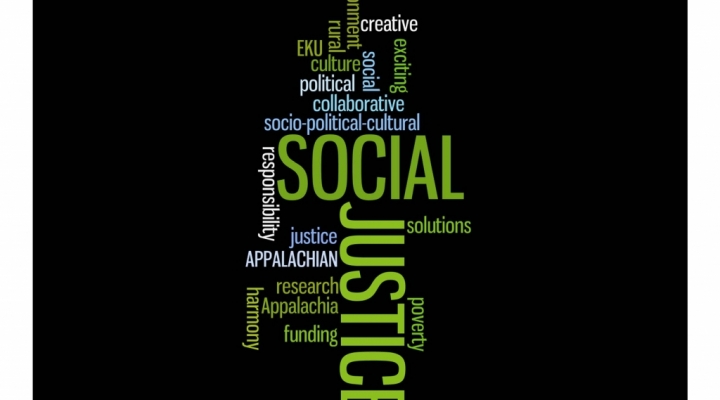 creative
rural
EKU
exciting
culture
social
political
collaborative
socio-political-cultural
SOCIAL
responsibility
JUSTICE
solutions
justice
APPALACHIAN
research
harmony
Appalachia
poverty
funding